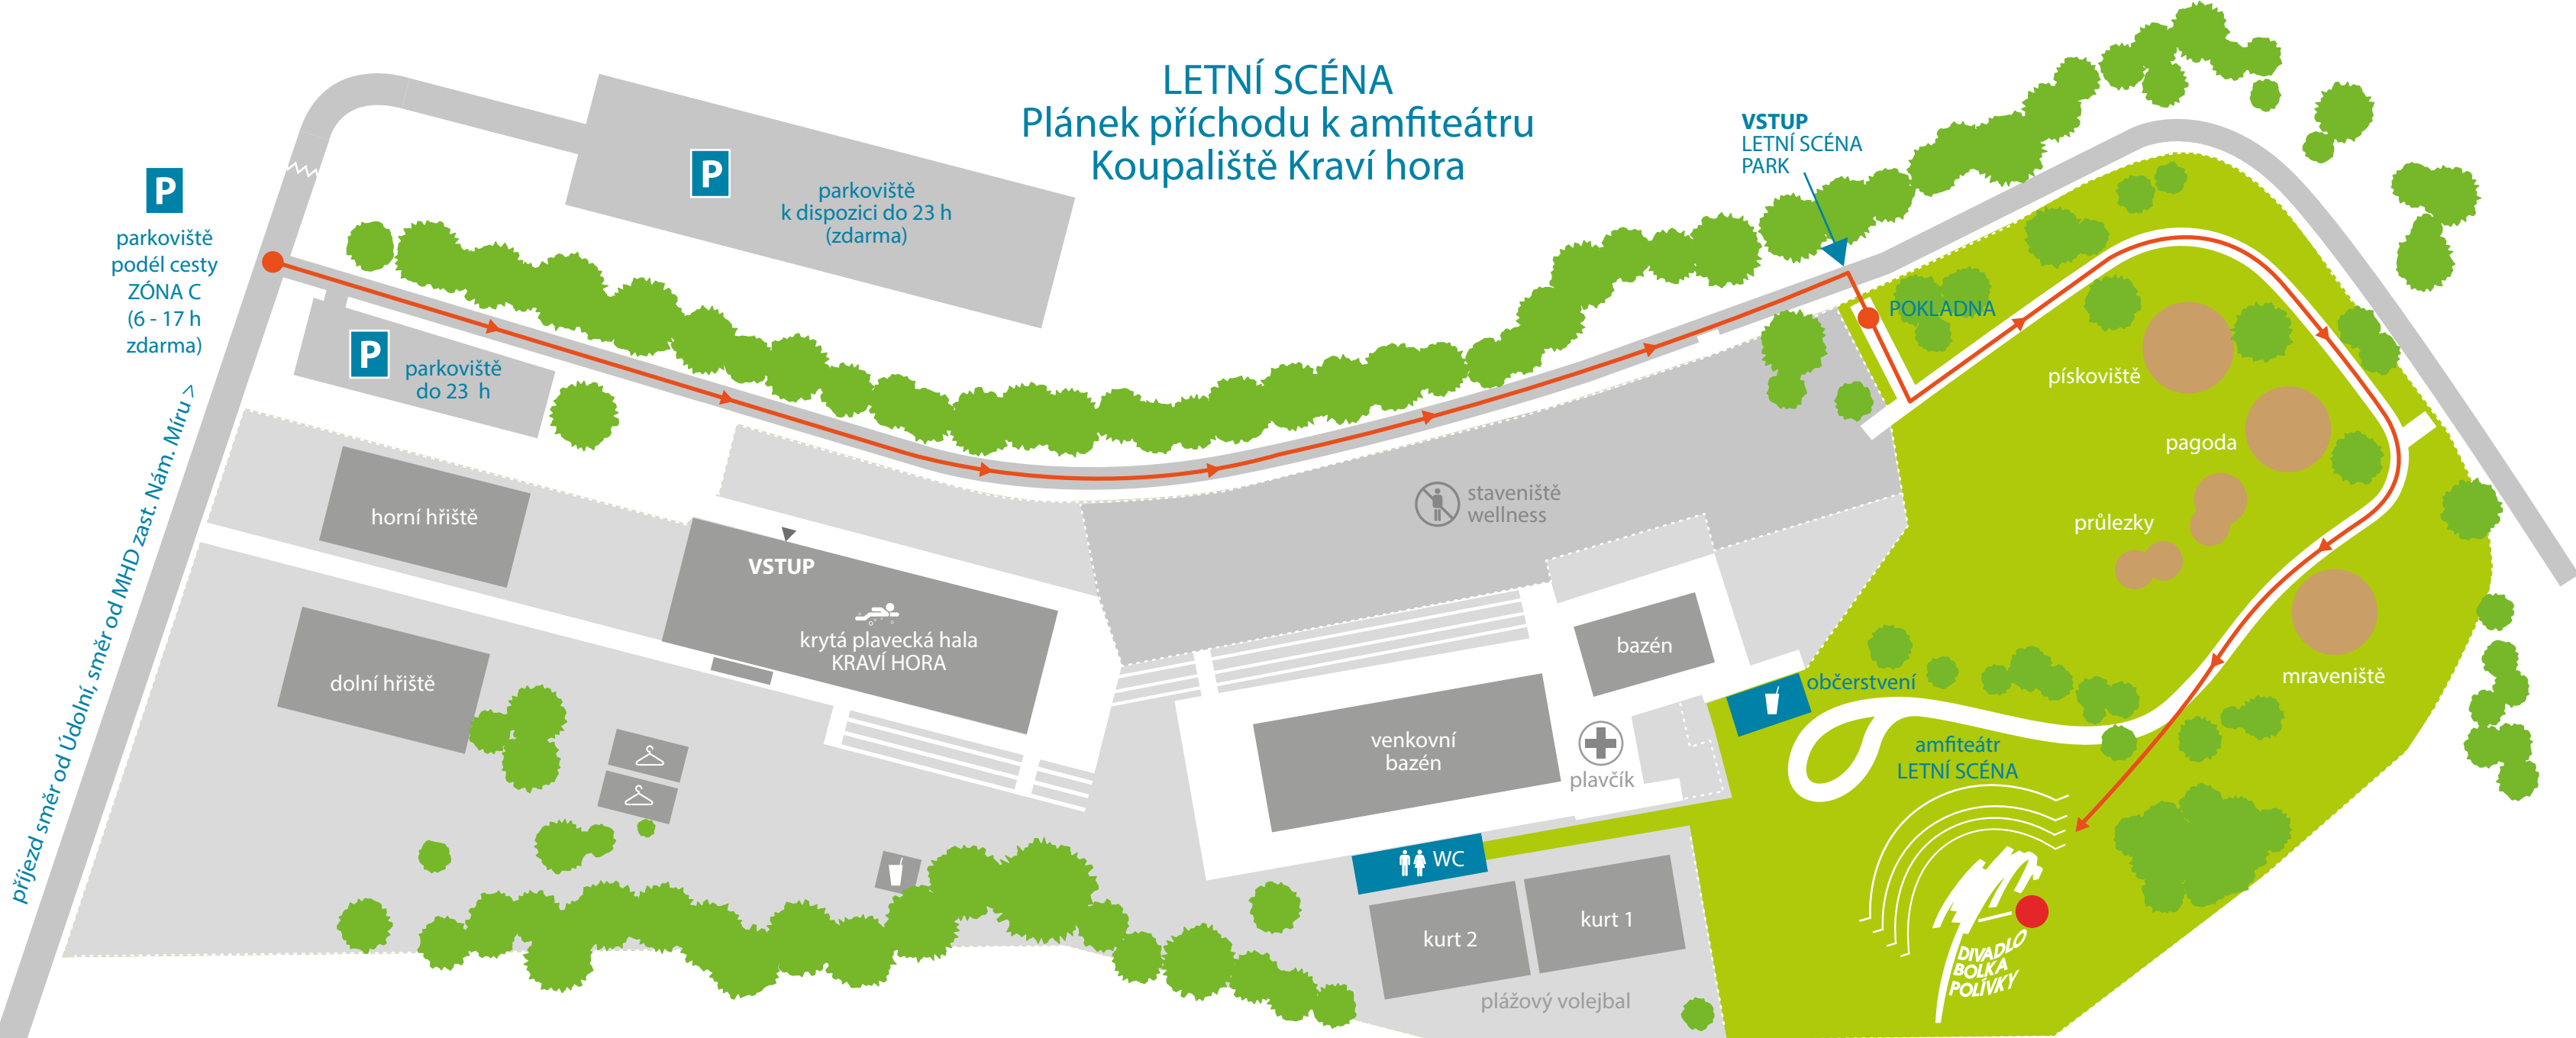 LETNÍ SCÉNA
Plánek příchodu k amfiteátru
Koupaliště Kraví hora
P
parkoviště
podél cesty
ZÓNA C
(6 - 17 h
zdarma)
P
parkoviště
k dispozici do 23 h
(zdarma)
P
parkoviště
do 23 h
příjezd směr od Údolní, směr od MHD zast. Nám. Míru >
VSTUP
LETNÍ SCÉNA
PARK
POKLADNA
pískoviště
pagoda
průlezky
mraveniště
horní hřiště
dolní hřiště
VSTUP
krytá plavecká hala
KRAVÍ HORA
staveniště
wellness
bazén
venkovní
bazén
plavčík
občerstvení
amfiteátr
LETNÍ SCÉNA
WC
kurt 1
kurt 2
plážový volejbal
DIVADLO
BOLKA
POLÍVKY